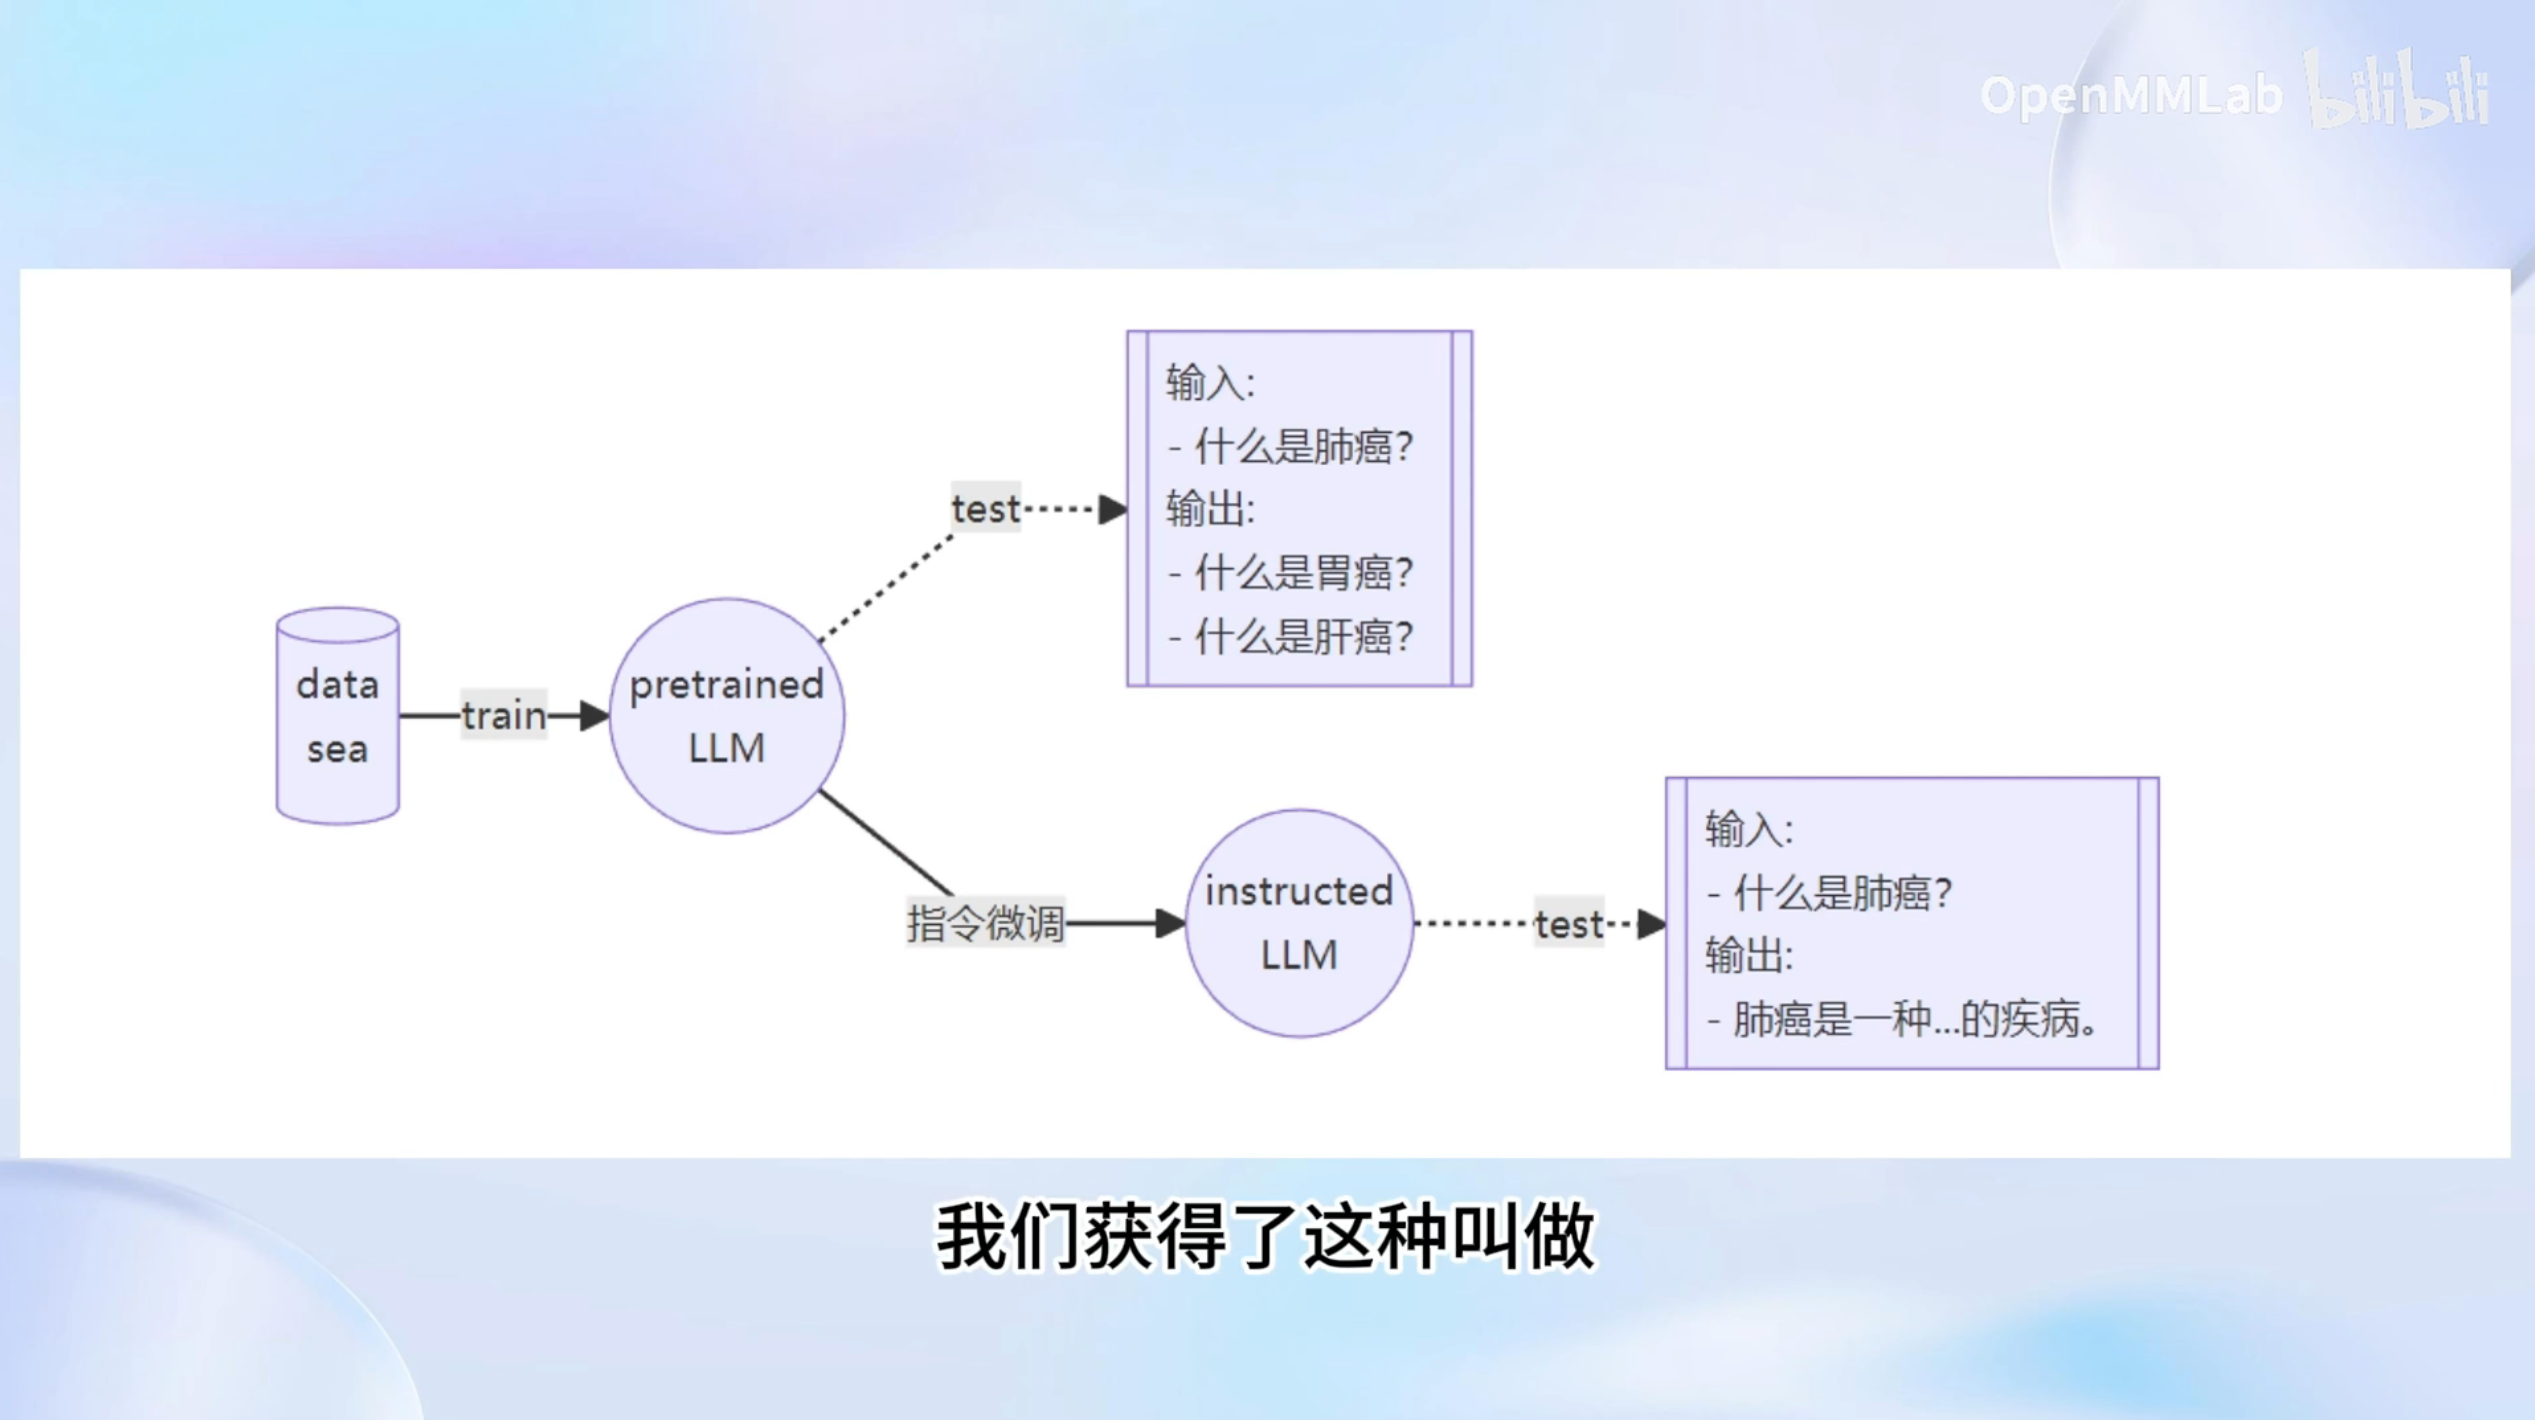 OpenMMLab bilibili
输入:
- 什么是肺癌?
输出:
- 什么是胃癌?
- 什么是肝癌?
test
data
sea
train
pretrained
LLM
指令微调
instructed
LLM
test
输入:
- 什么是肺癌?
输出:
- 肺癌是一种...的疾病。
我们获得了这种叫做